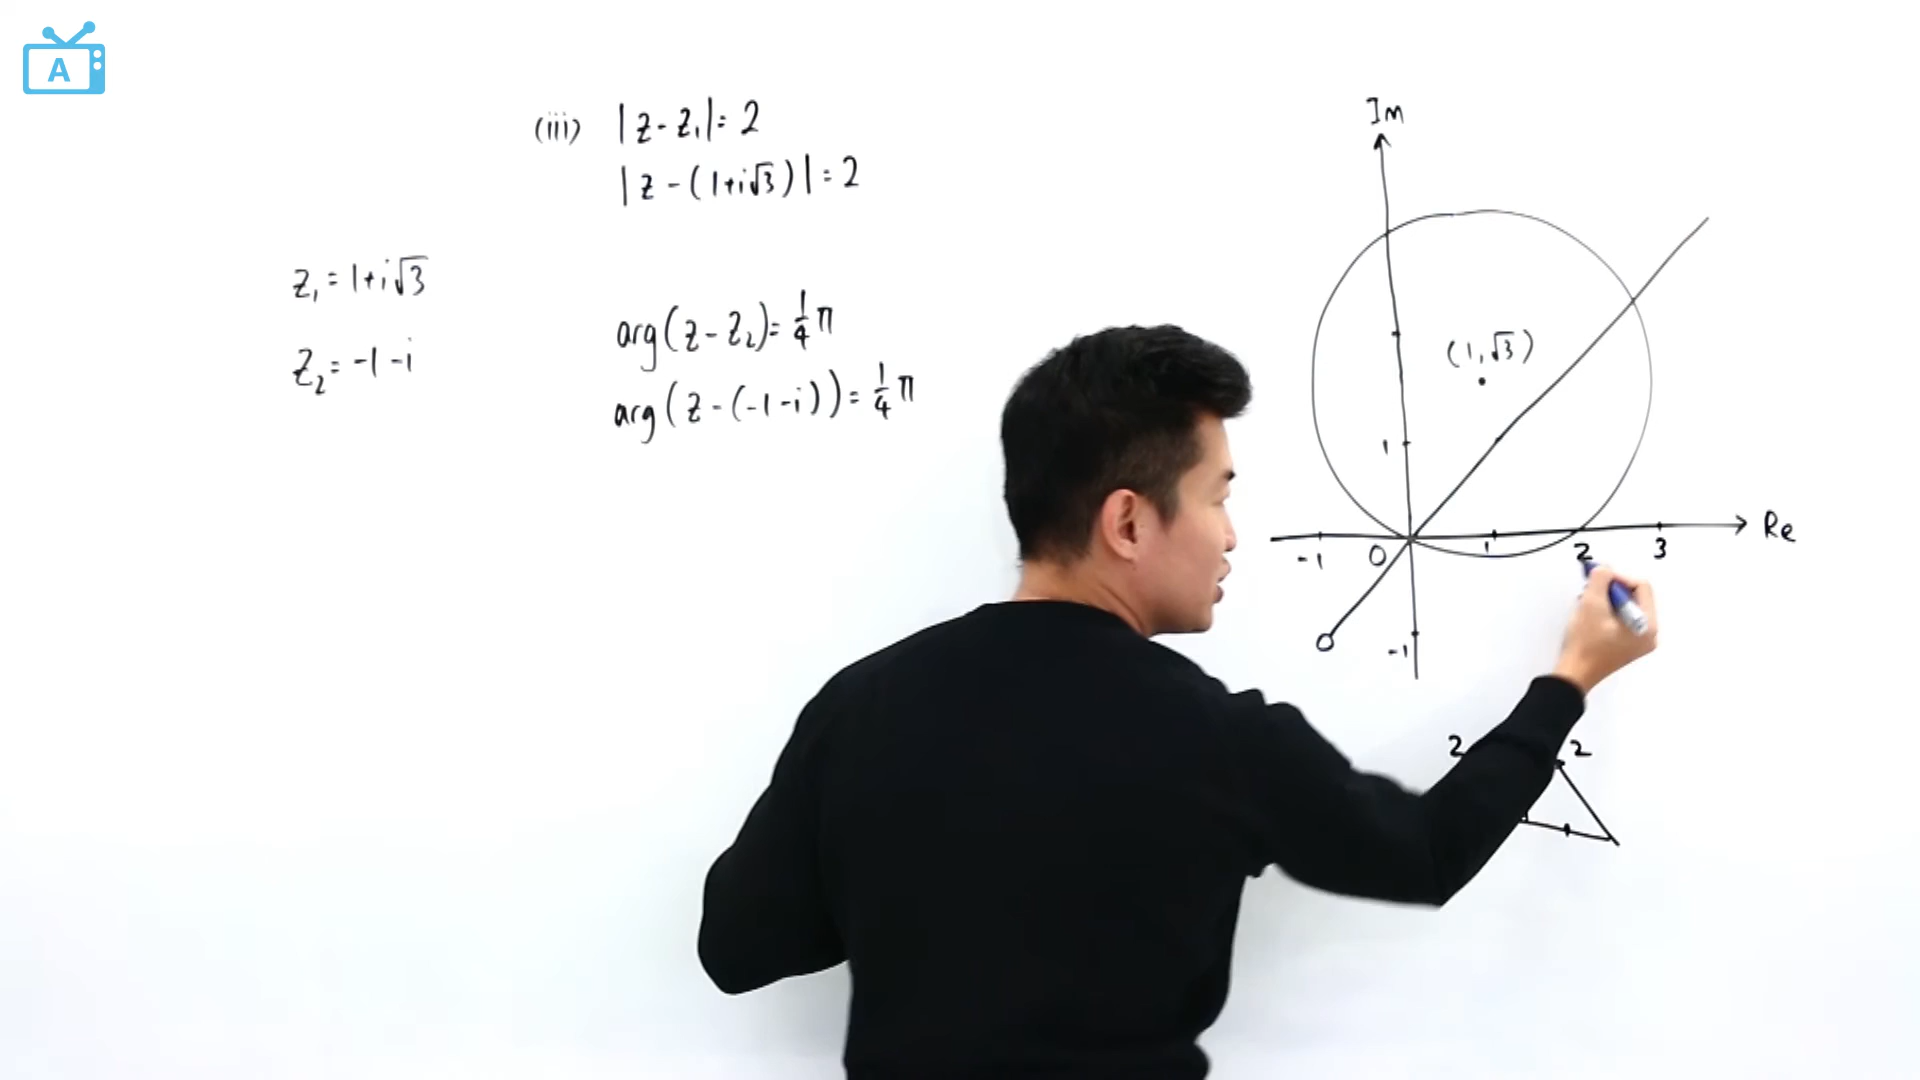 A
(iii) |z-z₁|=2
|z-(1+i√3)|=2
z₁=1+i√3
z₂=-1-i
arg(z-z₂)=¼π
arg(z-(-1-i))=¼π
Im
(1,√3)
1
-1 0 1 2 3 Re
-1
2 2